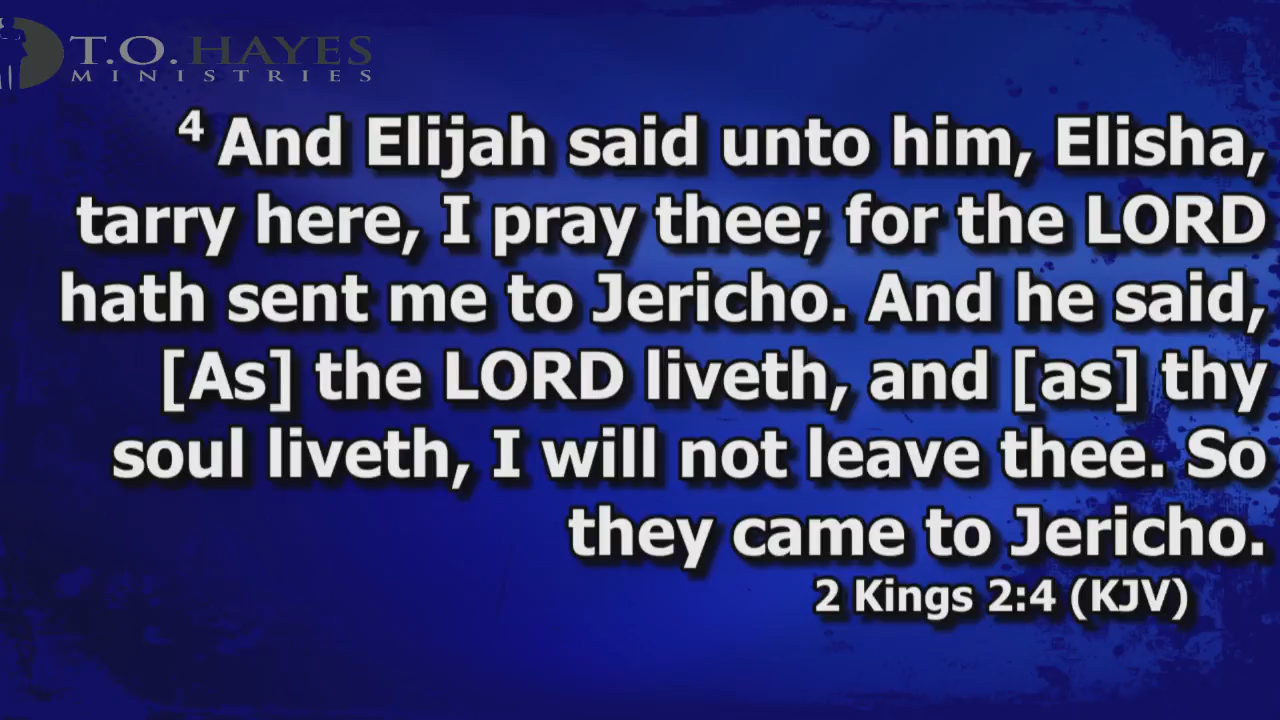 T.O. HAYES
MINISTRIES
4 And Elijah said unto him, Elisha,
tarry here, I pray thee; for the LORD
hath sent me to Jericho. And he said,
[As] the LORD liveth, and [as] thy
soul liveth, I will not leave thee. So
they came to Jericho.
2 Kings 2:4 (KJV)